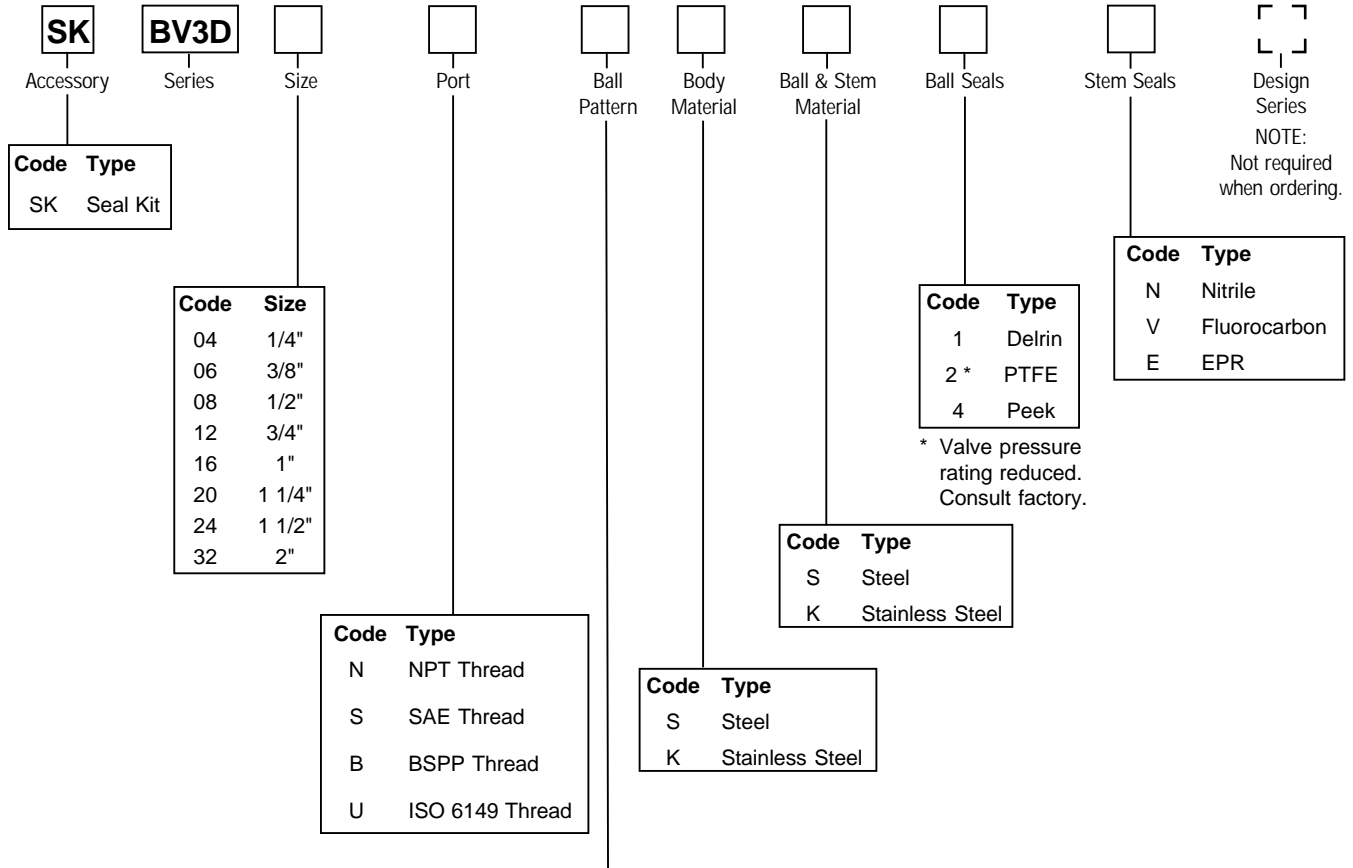 SK BV3D
Accessory Series Size Port Ball Pattern Body Material Ball & Stem Material Ball Seals Stem Seals Design Series
NOTE:
Not required
when ordering.
Code Type
SK Seal Kit
Code Size
04 1/4"
06 3/8"
08 1/2"
12 3/4"
16 1"
20 1 1/4"
24 1 1/2"
32 2"
Code Type
N NPT Thread
S SAE Thread
B BSPP Thread
U ISO 6149 Thread
Code Type
S Steel
K Stainless Steel
Code Type
S Steel
K Stainless Steel
Code Type
1 Delrin
2 * PTFE
4 Peek
* Valve pressure
rating reduced.
Consult factory.
Code Type
N Nitrile
V Fluorocarbon
E EPR